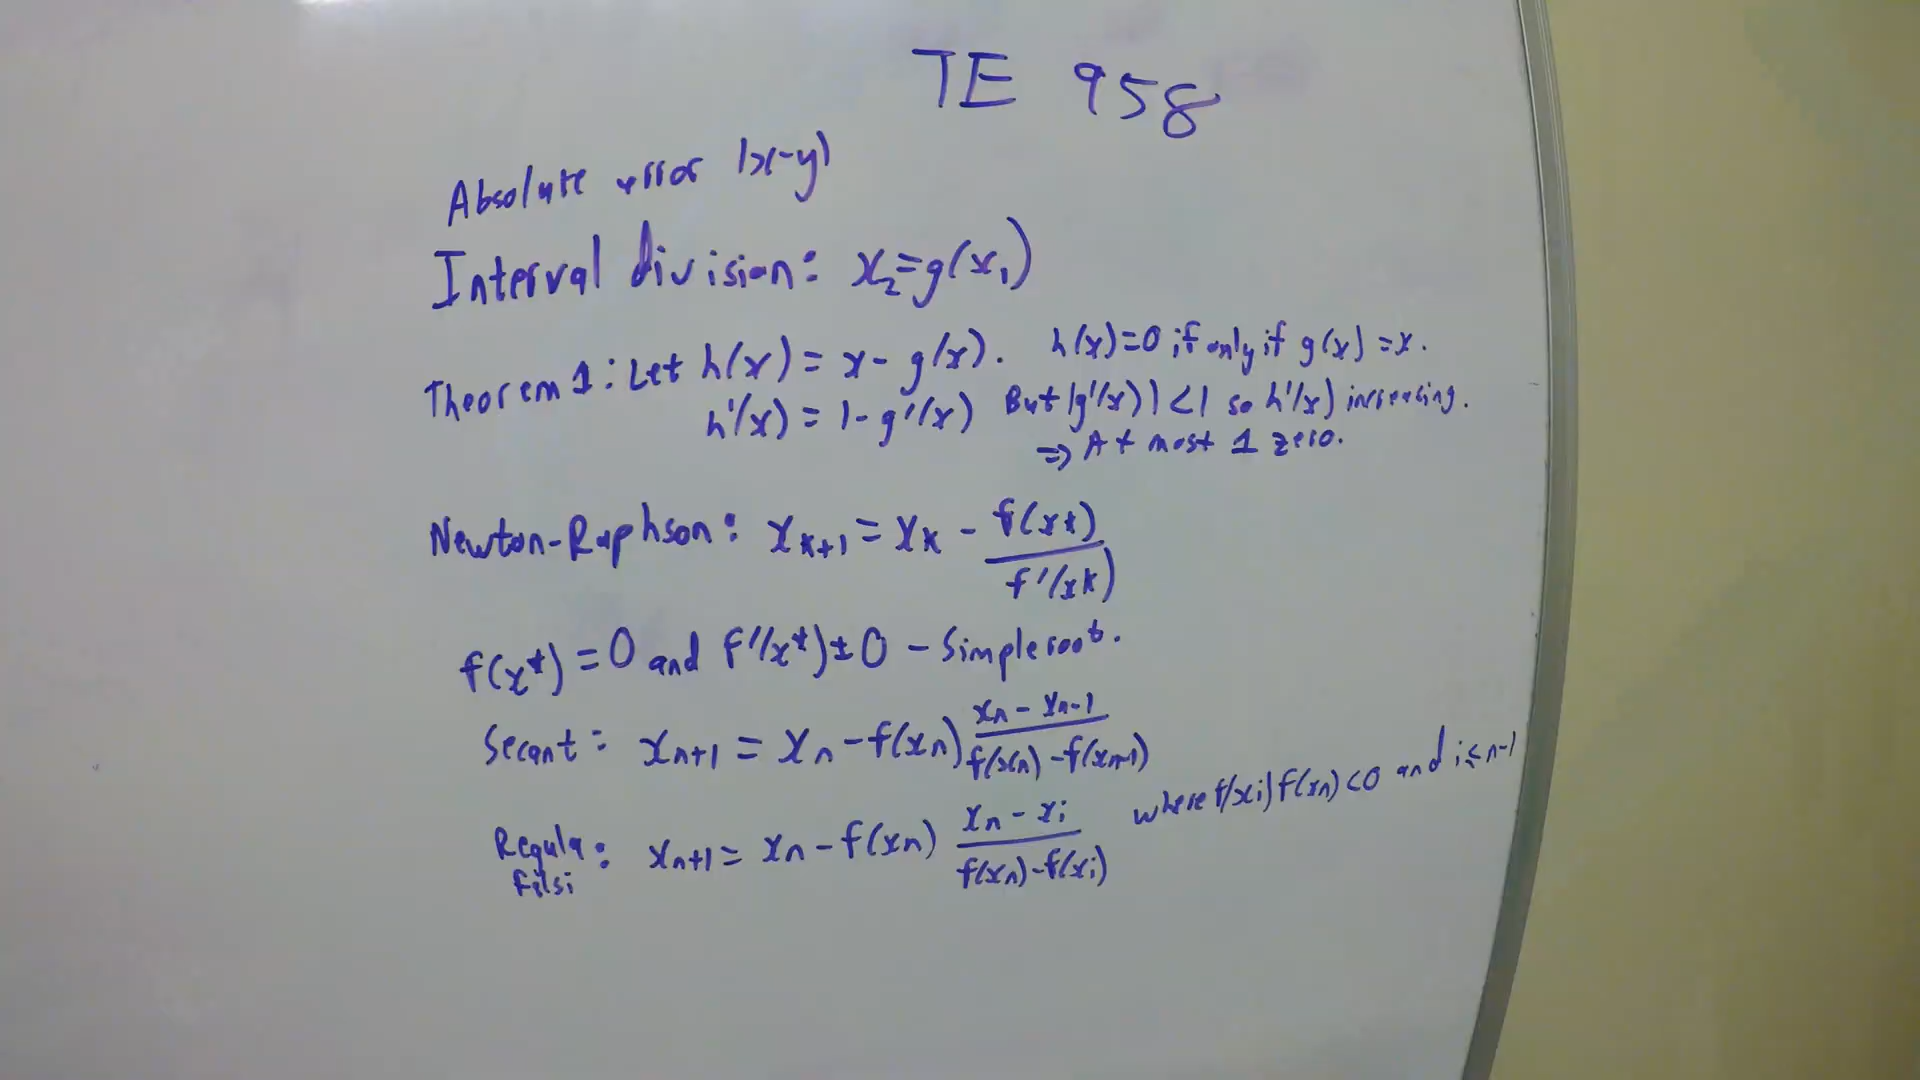 TE 958
Absolute error |x-y|
Interval division: x₂=g(x₁)
Theorem 1: Let h(x) = x - g(x). h(x)=0 if only if g(x) = x.
h'(x) = 1 - g'(x) But |g'(x)| < 1 so h'(x) increasing.
⇒ At most 1 zero.
Newton-Raphson: xₖ₊₁ = xₖ - f(xₖ) / f'(xₖ)
f(x*) = 0 and f'(x*) ± 0 - Simple root.
Secant: xₙ₊₁ = xₙ - f(xₙ) (xₙ - xₙ₋₁) / (f(xₙ) - f(xₙ₋₁))
Regula Filsi: xₙ₊₁ = xₙ - f(xₙ) (xₙ - xᵢ) / (f(xₙ) - f(xᵢ)) where f(xᵢ) f(xₙ) < 0 and i ≤ n-1